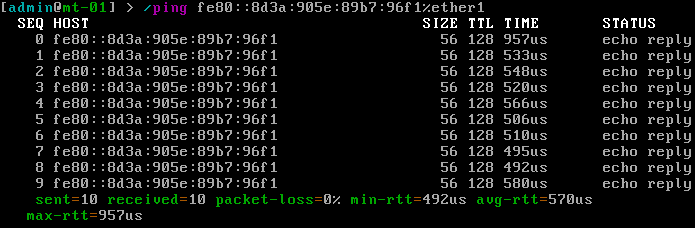 [admin@mt-01] > /ping fe80::8d3a:905e:89b7:96f1%ether1
SEQ HOST SIZE TTL TIME STATUS
0 fe80::8d3a:905e:89b7:96f1 56 128 957us echo reply
1 fe80::8d3a:905e:89b7:96f1 56 128 533us echo reply
2 fe80::8d3a:905e:89b7:96f1 56 128 548us echo reply
3 fe80::8d3a:905e:89b7:96f1 56 128 520us echo reply
4 fe80::8d3a:905e:89b7:96f1 56 128 566us echo reply
5 fe80::8d3a:905e:89b7:96f1 56 128 506us echo reply
6 fe80::8d3a:905e:89b7:96f1 56 128 510us echo reply
7 fe80::8d3a:905e:89b7:96f1 56 128 495us echo reply
8 fe80::8d3a:905e:89b7:96f1 56 128 492us echo reply
9 fe80::8d3a:905e:89b7:96f1 56 128 580us echo reply
sent=10 received=10 packet-loss=0% min-rtt=492us avg-rtt=570us
max-rtt=957us